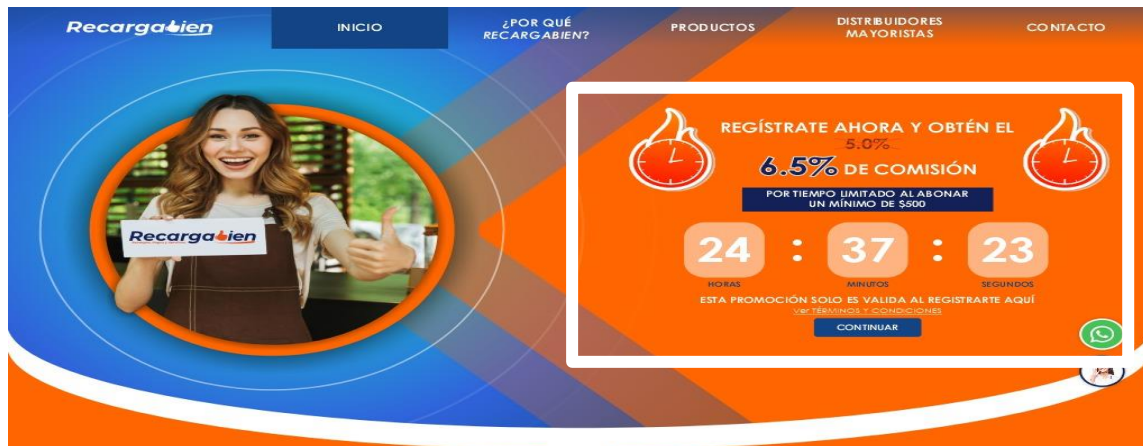 Recargabien
INICIO
¿POR QUÉ
RECARGABIEN?
PRODUCTOS
DISTRIBUIDORES
MAYORISTAS
CONTACTO
Recargabien
REGÍSTRATE AHORA Y OBTÉN EL
5.0%
6.5% DE COMISIÓN
POR TIEMPO LIMITADO AL ABONAR
UN MÍNIMO DE $500
24 : 37 : 23
HORAS MINUTOS SEGUNDOS
ESTA PROMOCIÓN SOLO ES VALIDA AL REGISTRARTE AQUÍ
Ver TÉRMINOS Y CONDICIONES
CONTINUAR